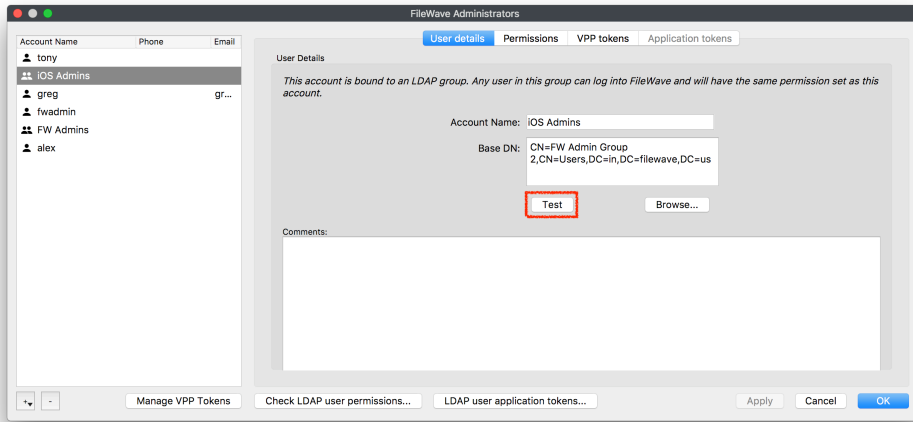 FileWave Administrators
Account Name Phone Email
tony
iOS Admins
greg gr...
fwadmin
FW Admins
alex
User details Permissions VPP tokens Application tokens
User Details
This account is bound to an LDAP group. Any user in this group can log into FileWave and will have the same permission set as this
account.
Account Name: iOS Admins
Base DN: CN=FW Admin Group
2,CN=Users,DC=in,DC=filewave,DC=us
Test Browse...
Comments:
+ - Manage VPP Tokens Check LDAP user permissions... LDAP user application tokens... Apply Cancel OK